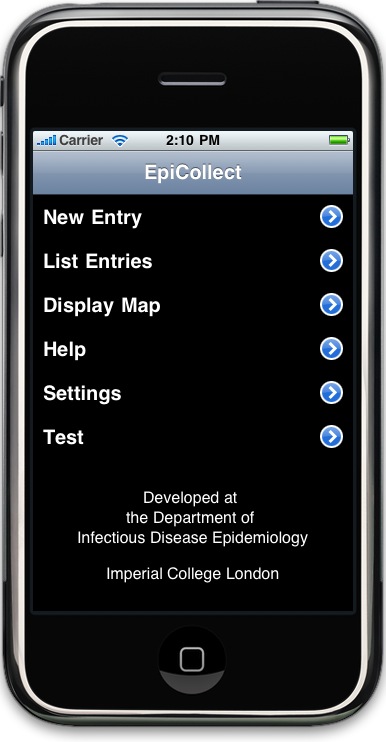 Carrier 2:10 PM
EpiCollect
New Entry
List Entries
Display Map
Help
Settings
Test
Developed at
the Department of
Infectious Disease Epidemiology
Imperial College London